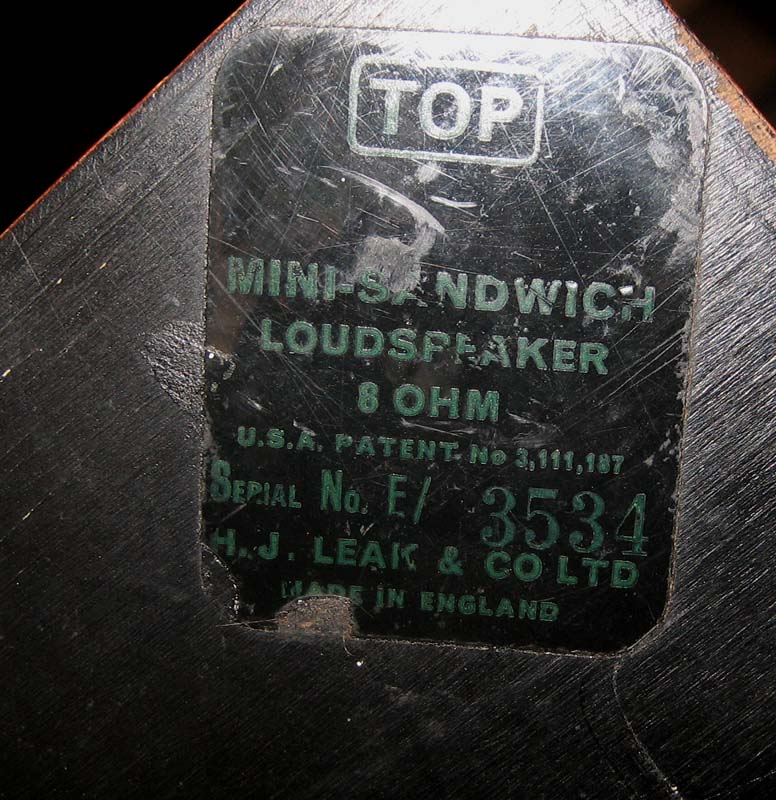 TOP
MINI-SANDWICH
LOUDSPEAKER
8 OHM
U.S.A. PATENT No 3,111,187
SERIAL No. E/ 3534
H.J. LEAK & CO LTD
MADE IN ENGLAND